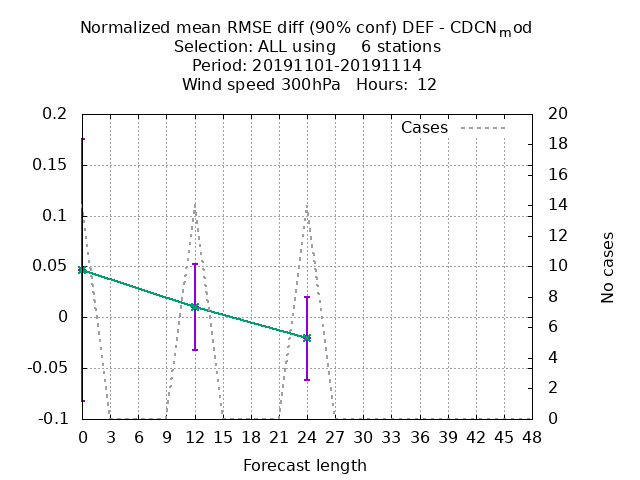 Normalized mean RMSE diff (90% conf) DEF - CDCNmod
Selection: ALL using 6 stations
Period: 20191101-20191114
Wind speed 300hPa Hours: 12
0.2
0.15
0.1
0.05
0
-0.05
-0.1
20
18
16
14
12
10
8
6
4
2
0
Cases
No cases
0 3 6 9 12 15 18 21 24 27 30 33 36 39 42 45 48
Forecast length